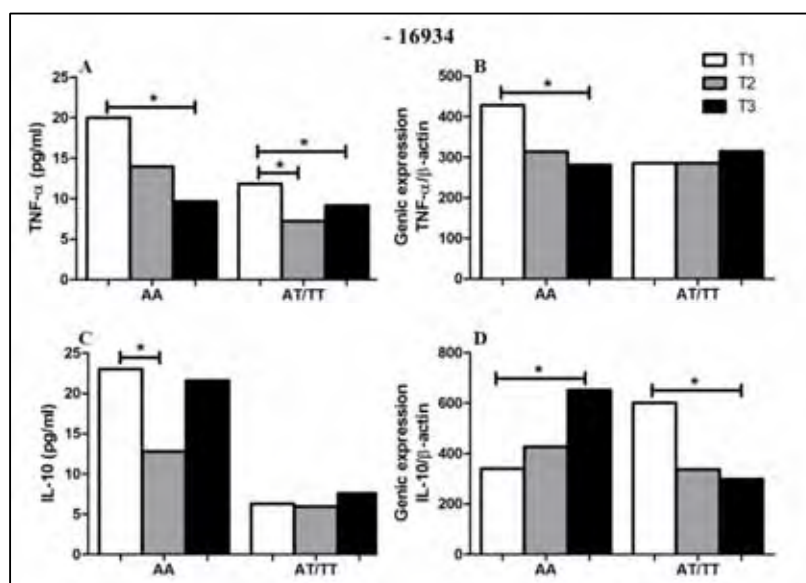 - 16934
A
TNF-α (pg/ml)
25
20
15
10
5
0
*
*
*
AA
AT/TT
B
Genic expression
TNF-α/β-actin
500
400
300
200
100
0
*
AA
AT/TT
T1
T2
T3
C
IL-10 (pg/ml)
25
20
15
10
5
0
*
AA
AT/TT
D
Genic expression
IL-10/β-actin
800
600
400
200
0
*
*
AA
AT/TT